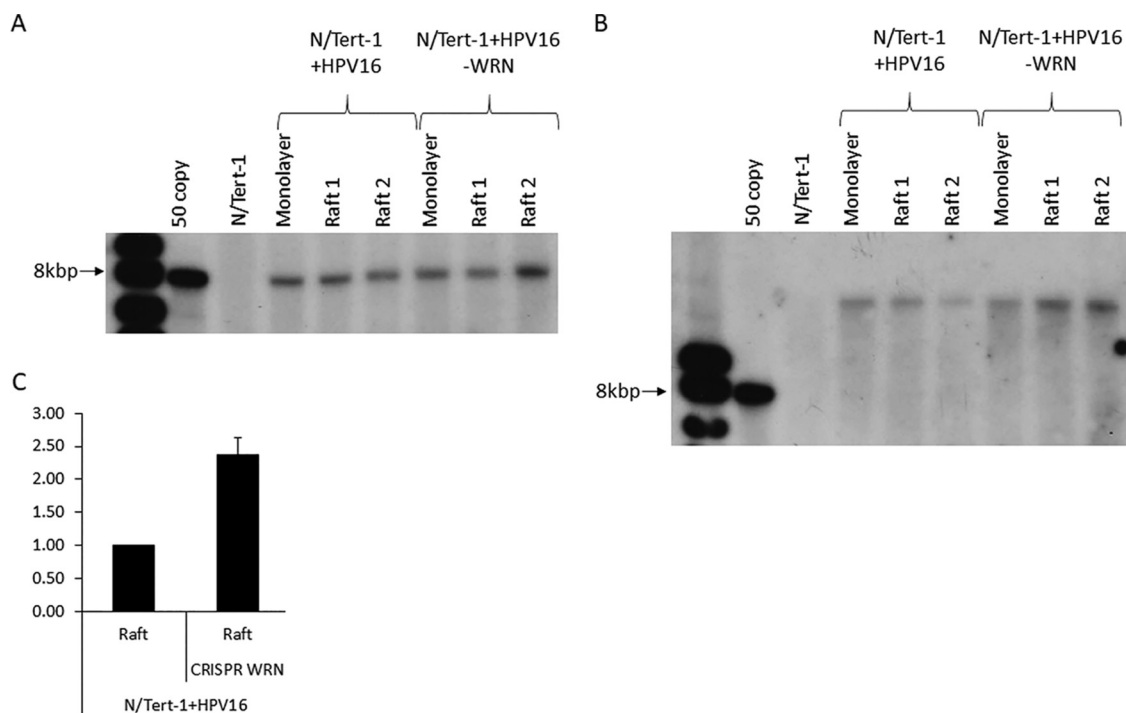 A
N/Tert-1
+HPV16
N/Tert-1+HPV16
-WRN
50 copy
N/Tert-1
Monolayer
Raft 1
Raft 2
Monolayer
Raft 1
Raft 2
8kbp
B
N/Tert-1
+HPV16
N/Tert-1+HPV16
-WRN
50 copy
N/Tert-1
Monolayer
Raft 1
Raft 2
Monolayer
Raft 1
Raft 2
8kbp
C
3.00
2.50
2.00
1.50
1.00
0.50
0.00
Raft
Raft
CRISPR WRN
N/Tert-1+HPV16